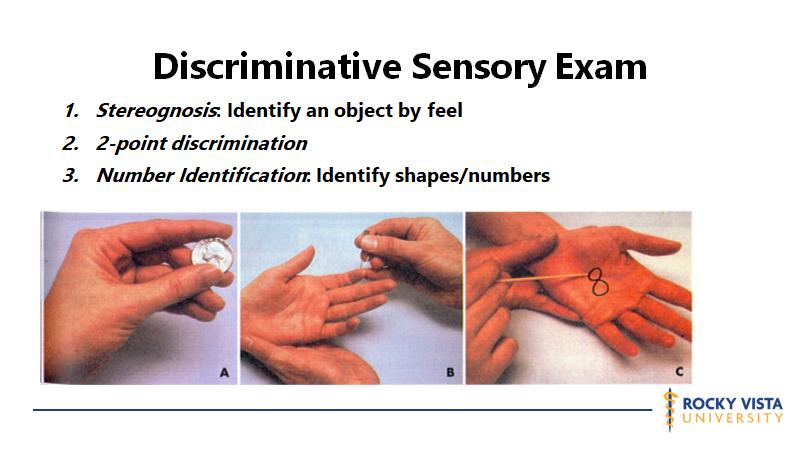 Discriminative Sensory Exam
1. Stereognosis: Identify an object by feel
2. 2-point discrimination
3. Number Identification: Identify shapes/numbers
A
B
8
C
ROCKY VISTA
UNIVERSITY